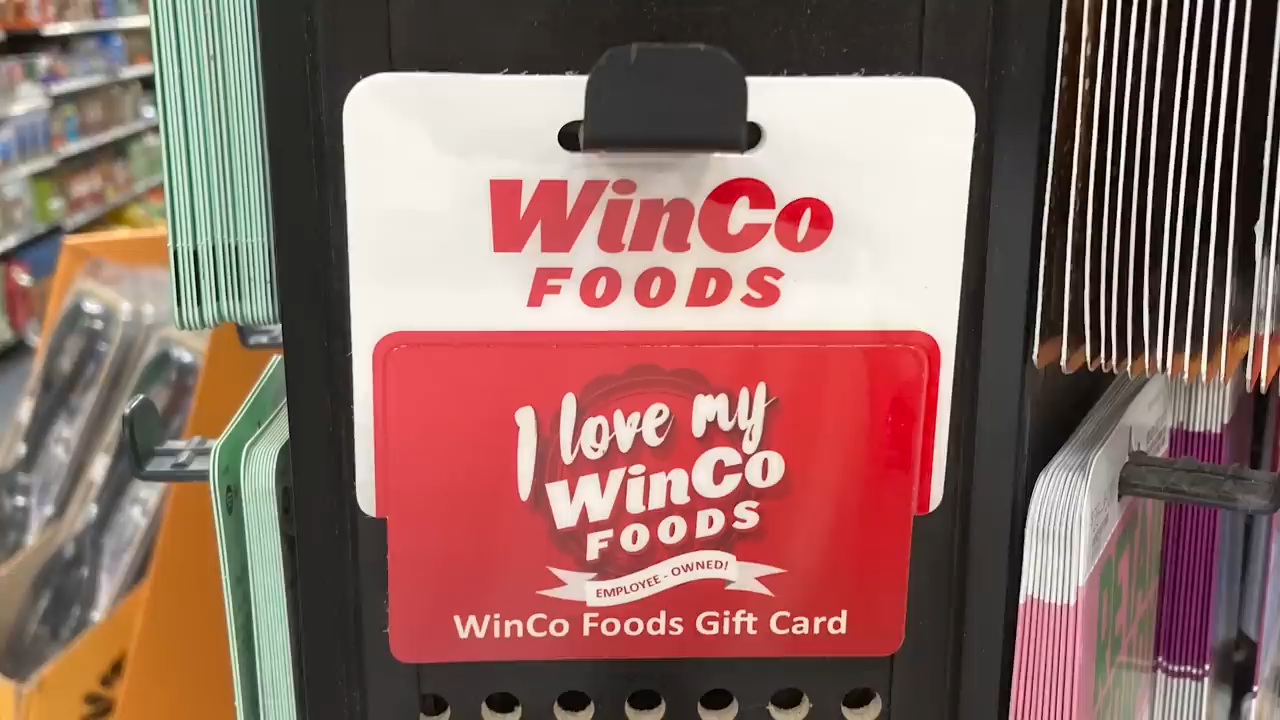 WinCo
FOODS
I love my
WinCo
FOODS
EMPLOYEE - OWNED!
WinCo Foods Gift Card